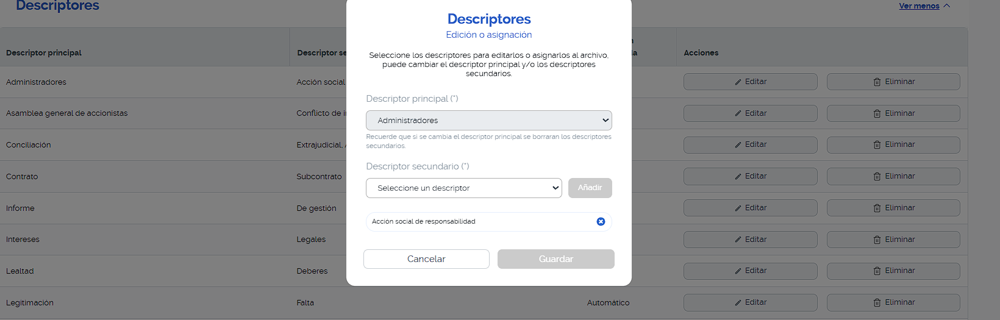 Descriptores
Ver menos
Descriptor principal
Descriptor se
Acciones
Administradores
Acción social
Editar
Eliminar
Asamblea general de accionistas
Conflicto de
Editar
Eliminar
Conciliación
Extrajudicial,
Editar
Eliminar
Contrato
Subcontrato
Editar
Eliminar
Informe
De gestión
Editar
Eliminar
Intereses
Legales
Editar
Eliminar
Lealtad
Deberes
Editar
Eliminar
Legitimación
Falta
Automático
Editar
Eliminar
Descriptores
Edición o asignación
Seleccione los descriptores para editarlos o asignarlos al archivo,
puede cambiar el descriptor principal y/o los descriptores
secundarios.
Descriptor principal (*)
Administradores
Recuerde que si se cambia el descriptor principal se borraran los descriptores
secundarios.
Descriptor secundario (*)
Seleccione un descriptor
Añadir
Acción social de responsabilidad
Cancelar
Guardar